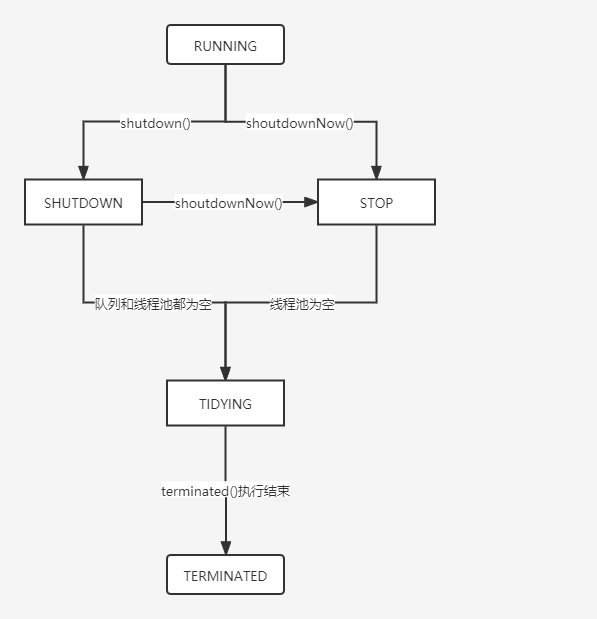 RUNNING
shutdown()
shoutdownNow()
SHUTDOWN
shoutdownNow()
STOP
队列和线程池都为空
线程池为空
TIDYING
terminated()执行结束
TERMINATED